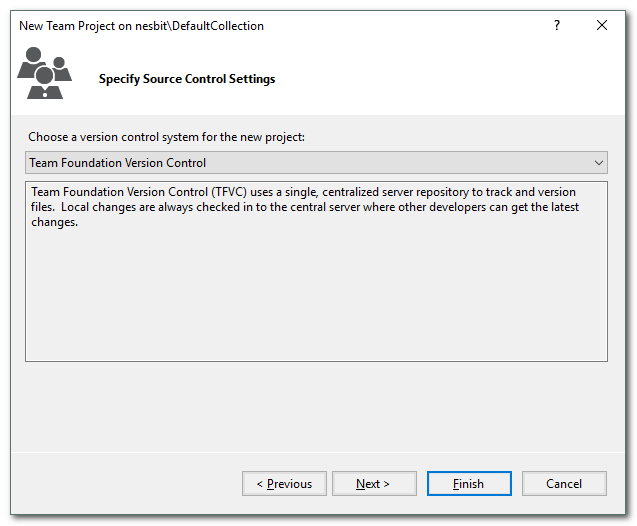 New Team Project on nesbit\DefaultCollection
?
Specify Source Control Settings
Choose a version control system for the new project:
Team Foundation Version Control
Team Foundation Version Control (TFVC) uses a single, centralized server repository to track and version
files.  Local changes are always checked in to the central server where other developers can get the latest
changes.
< Previous
Next >
Finish
Cancel